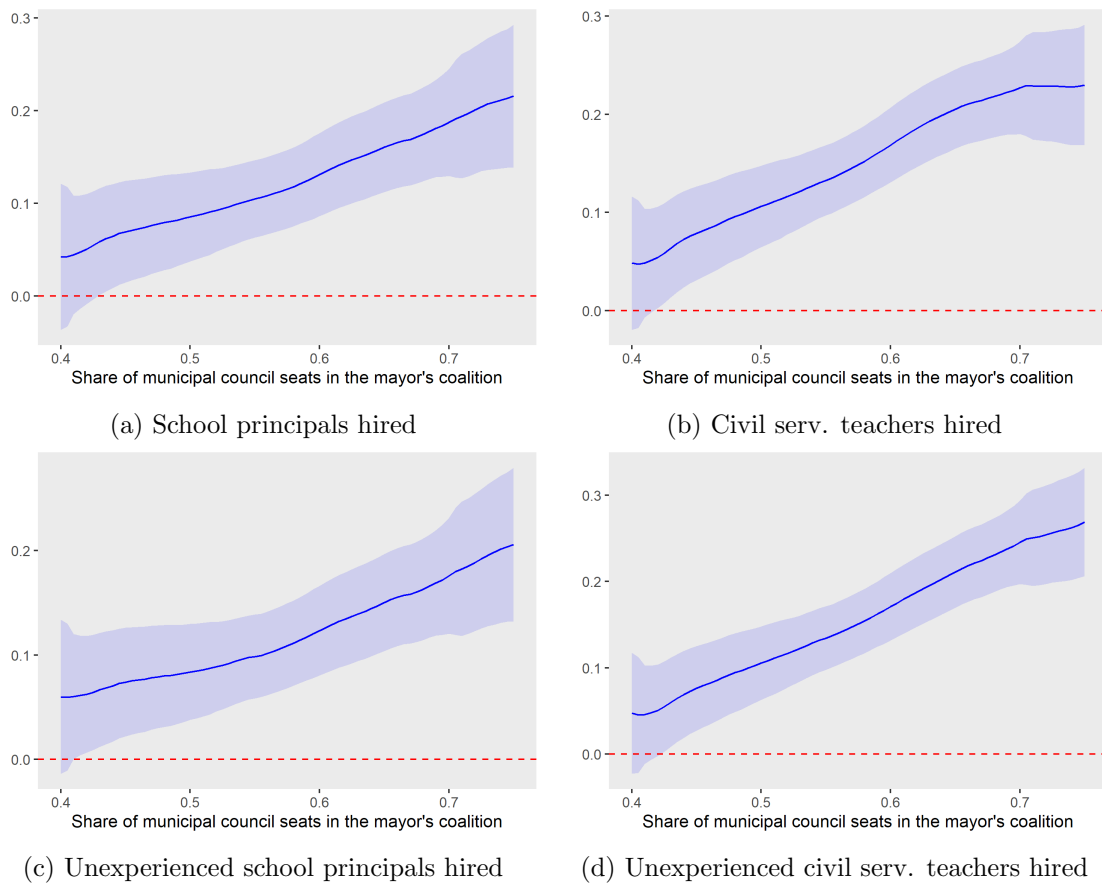 0.3
0.2
0.1
0.0
0.4 0.5 0.6 0.7
Share of municipal council seats in the mayor's coalition
(a) School principals hired
0.3
0.2
0.1
0.0
0.4 0.5 0.6 0.7
Share of municipal council seats in the mayor's coalition
(b) Civil serv. teachers hired
0.2
0.1
0.0
0.4 0.5 0.6 0.7
Share of municipal council seats in the mayor's coalition
(c) Unexperienced school principals hired
0.3
0.2
0.1
0.0
0.4 0.5 0.6 0.7
Share of municipal council seats in the mayor's coalition
(d) Unexperienced civil serv. teachers hired